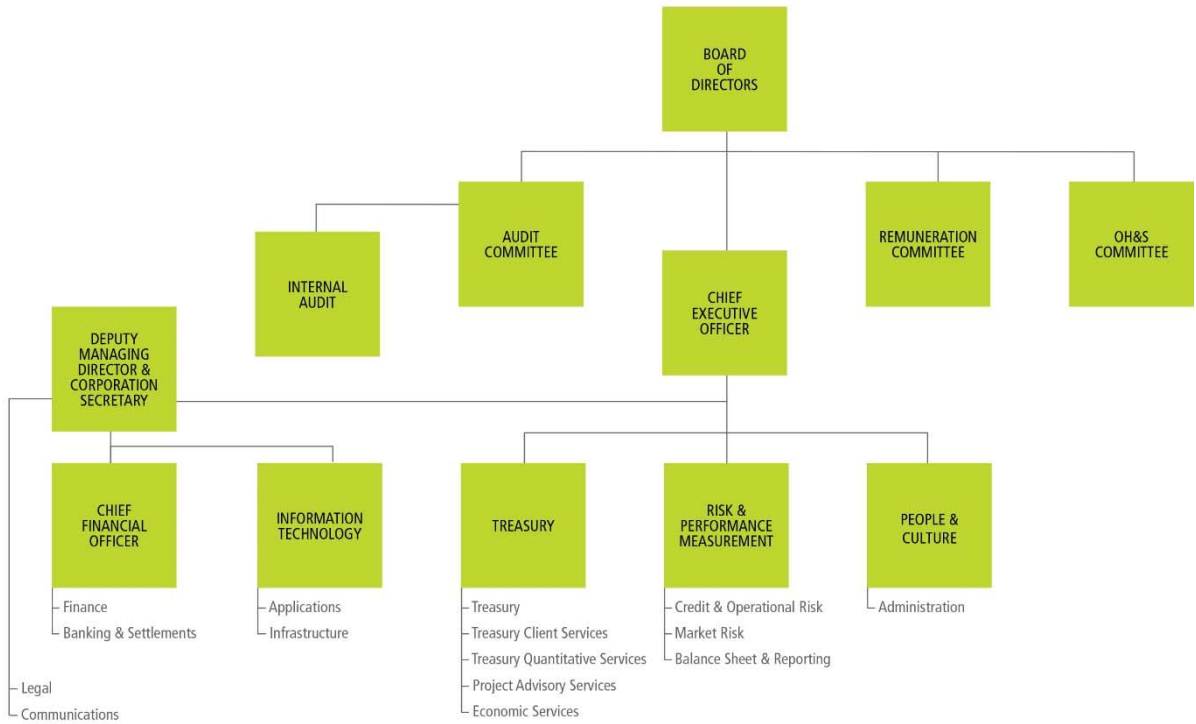 BOARD
OF
DIRECTORS
AUDIT
COMMITTEE
REMUNERATION
COMMITTEE
OH&S
COMMITTEE
INTERNAL
AUDIT
CHIEF
EXECUTIVE
OFFICER
DEPUTY
MANAGING
DIRECTOR &
CORPORATION
SECRETARY
CHIEF
FINANCIAL
OFFICER
INFORMATION
TECHNOLOGY
TREASURY
RISK &
PERFORMANCE
MEASUREMENT
PEOPLE &
CULTURE
Finance
Banking & Settlements
Applications
Infrastructure
Treasury
Treasury Client Services
Treasury Quantitative Services
Project Advisory Services
Economic Services
Credit & Operational Risk
Market Risk
Balance Sheet & Reporting
Administration
Legal
Communications